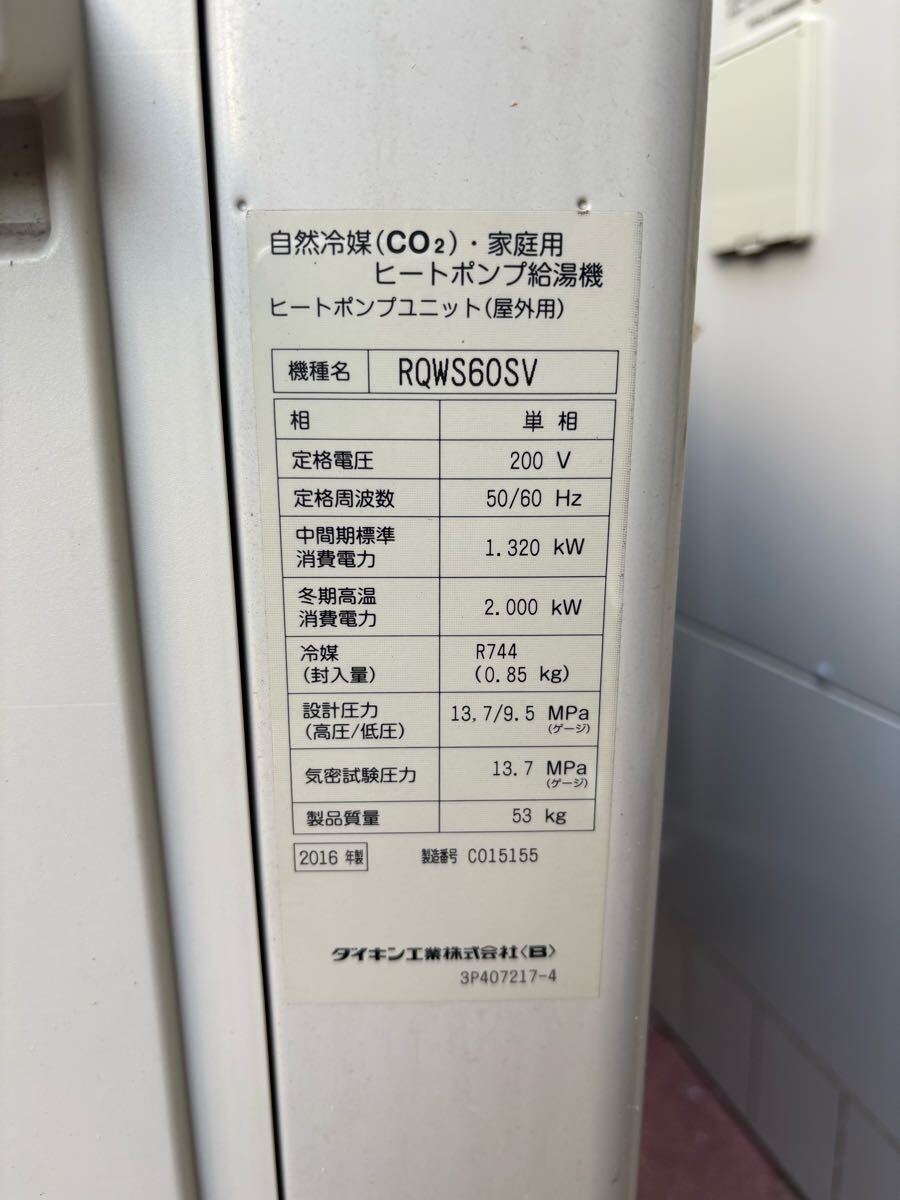 自然冷媒(CO₂)・家庭用
ヒートポンプ給湯機
ヒートポンプユニット(屋外用)
機種名 RQWS60SV
相 単 相
定格電圧 200 V
定格周波数 50/60 Hz
中間期標準
消費電力 1.320 kW
冬期高温
消費電力 2.000 kW
冷媒 R744
(封入量) (0.85 kg)
設計圧力 13,7/9.5 MPa
(高圧/低圧) (ゲージ)
気密試験圧力 13.7 MPa
(ゲージ)
製品質量 53 kg
2016 年製 製造番号 C015155
ダイキン工業株式会社〈B〉
3P407217-4